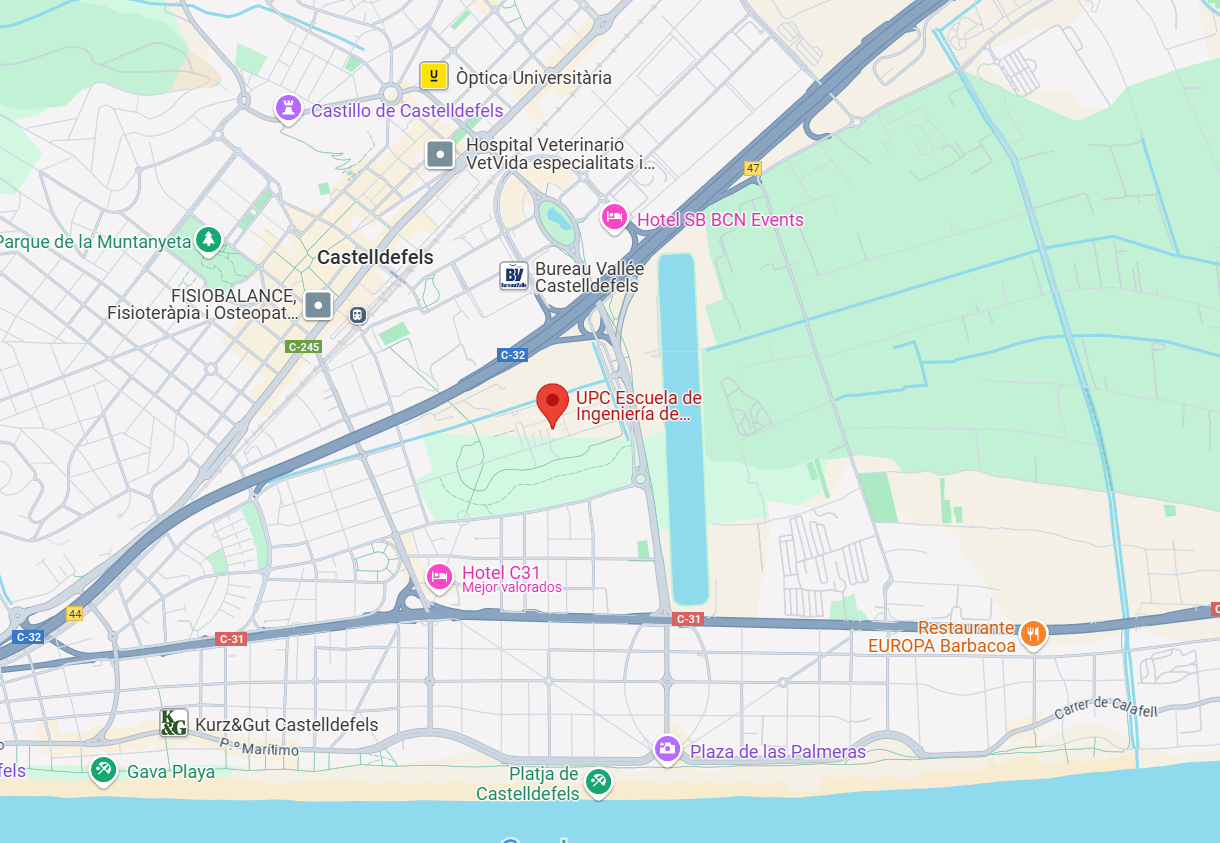 U
Òptica Universitària
Castillo de Castelldefels
Hospital Veterinario
VetVida especialitats i...
47
Hotel SB BCN Events
Parque de la Muntanyeta
Castelldefels
BV
Bureau Vallée
Castelldefels
FISIOBALANCE,
Fisioteràpia i Osteopat...
C-245
C-32
UPC Escuela de
Ingeniería de...
Hotel C31
Mejor valorados
44
C-32
C-31
C-31
Restaurante
EUROPA Barbacoa
K&G
Kurz&Gut Castelldefels
P.º Marítimo
Carrer de Calafell
Plaza de las Palmeras
fels
Gava Playa
Platja de
Castelldefels